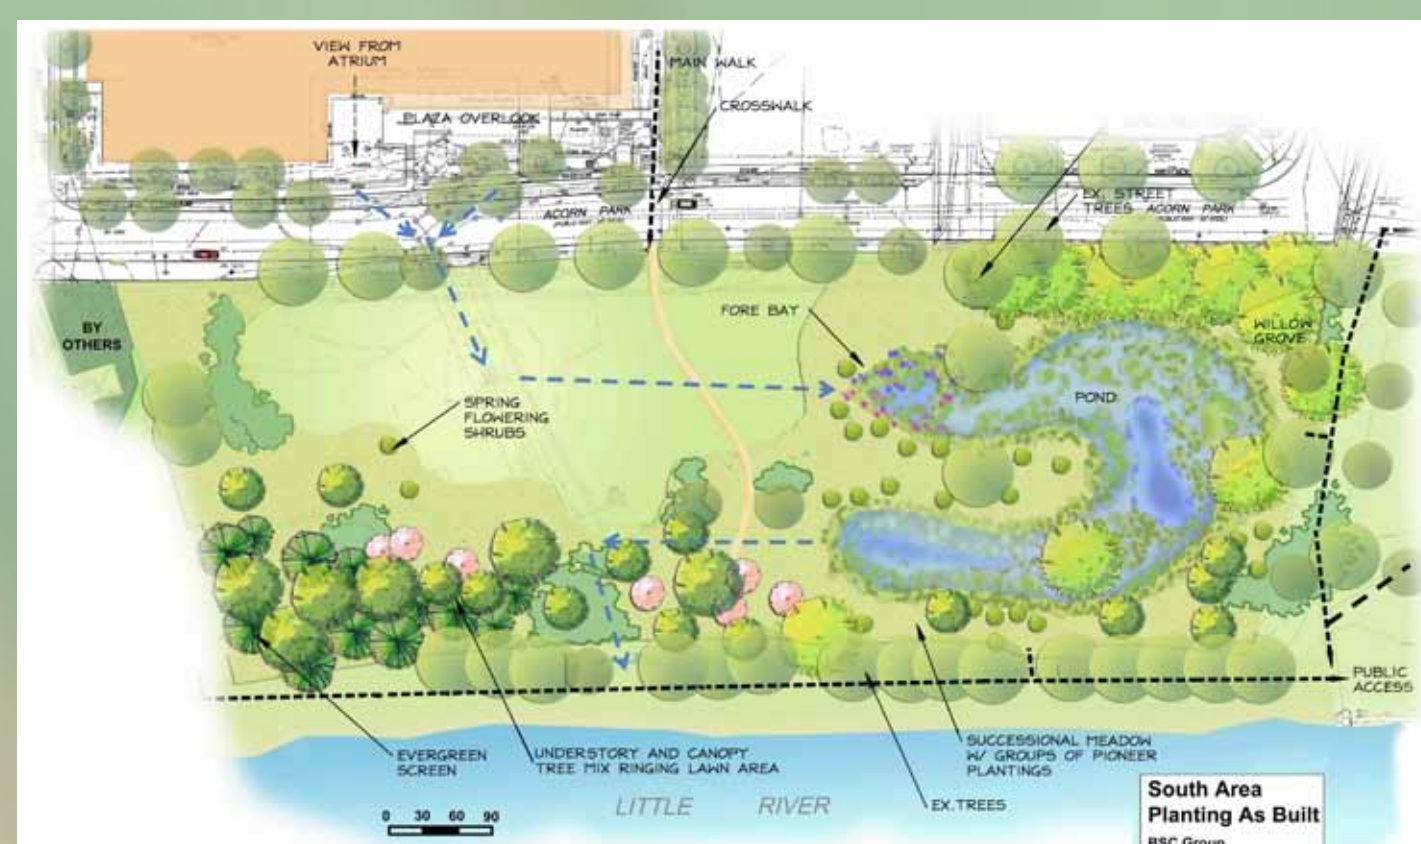 VIEW FROM
ATRIUM
MAIN WALK
CROSSWALK
PLAZA OVERLOOK
ACORN PARK
EX. STREET
TREES
ACORN PARK
BY
OTHERS
FORE BAY
WILLOW
GROVE
POND
SPRING
FLOWERING
SHRUBS
PUBLIC
ACCESS
EVERGREEN
SCREEN
UNDERSTORY AND CANOPY
TREE MIX RINGING LAWN AREA
SUCCESSIONAL MEADOW
W/ GROUPS OF PIONEER
PLANTINGS
EX.TREES
LITTLE RIVER
0 30 60 90
South Area
Planting As Built
BSC Group